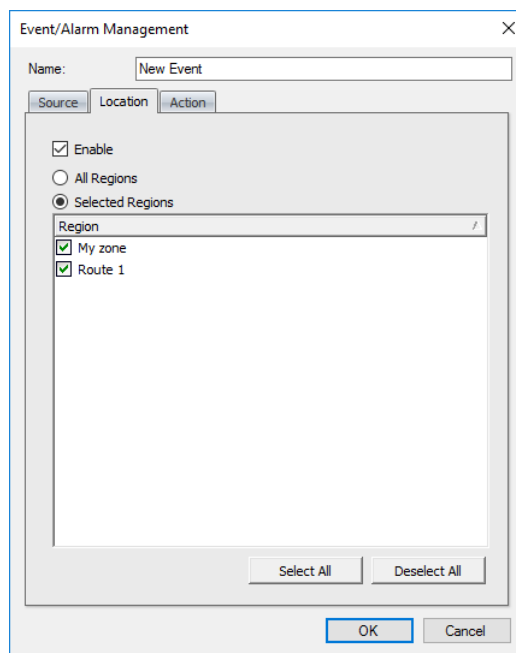 Event/Alarm Management
Name: New Event
Source Location Action
Enable
All Regions
Selected Regions
Region
My zone
Route 1
Select All Deselect All
OK Cancel